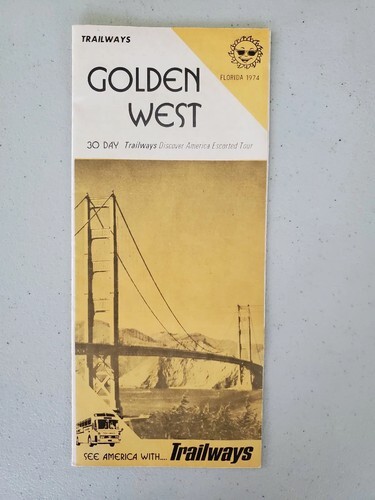 TRAILWAYS
FLORIDA 1974
GOLDEN
WEST
30 DAY Trailways Discover America Escorted Tour
SEE AMERICA WITH.... Trailways